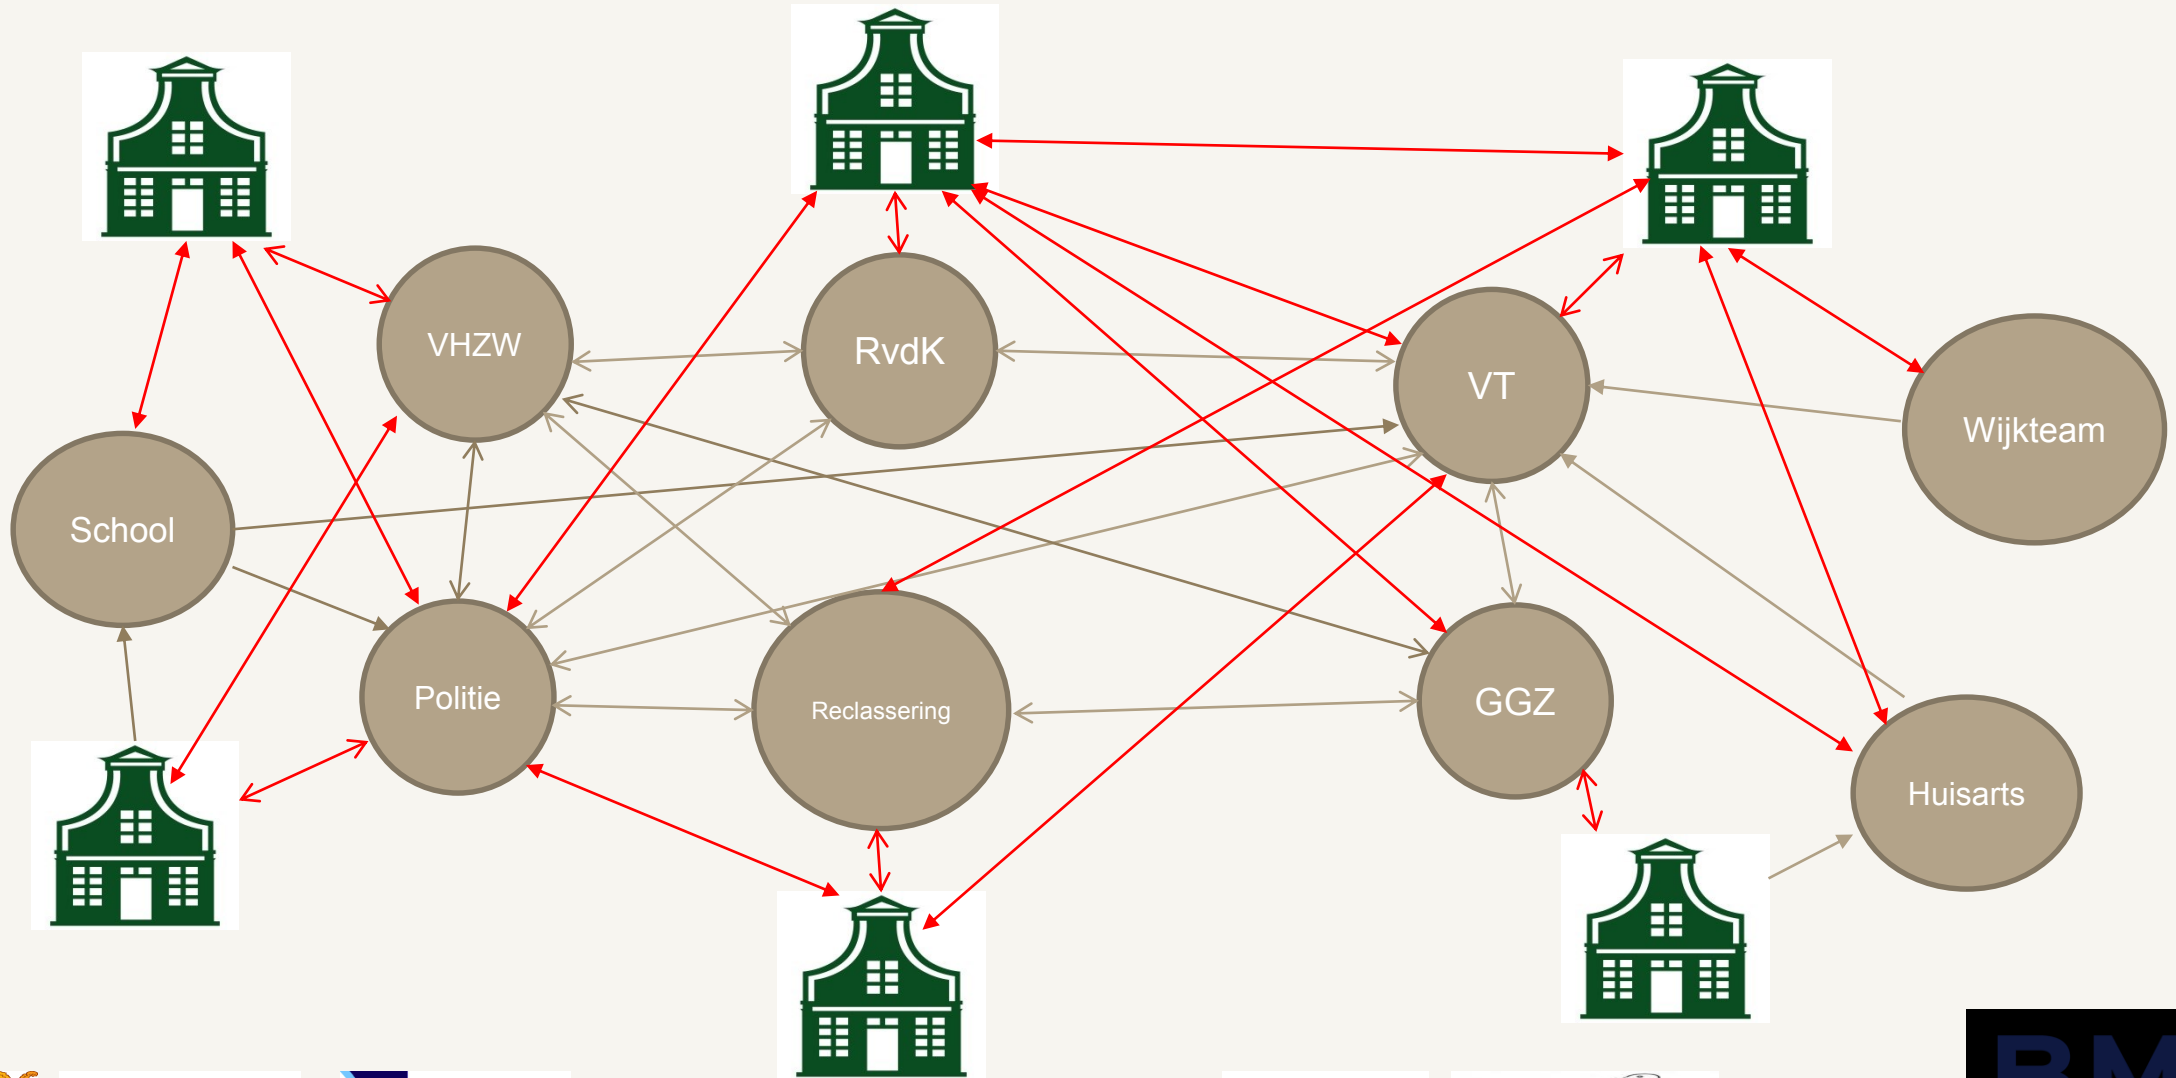 VHZW
RvdK
VT
Wijkteam
School
Politie
Reclassering
GGZ
Huisarts